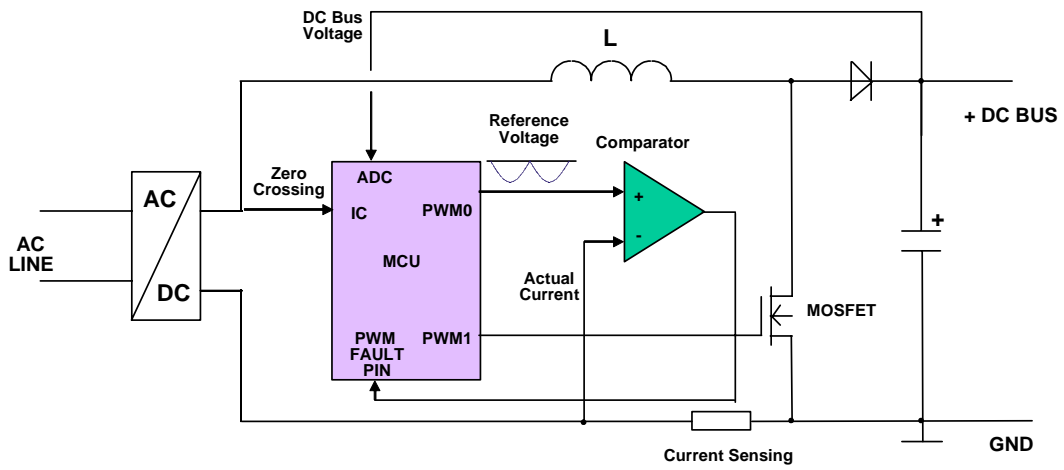 DC Bus
Voltage
L
+ DC BUS
Reference
Voltage
Comparator
Zero
Crossing
ADC
IC
PWM0
+
-
+
AC
DC
AC
LINE
MCU
Actual
Current
MOSFET
PWM
FAULT
PIN
PWM1
GND
Current Sensing